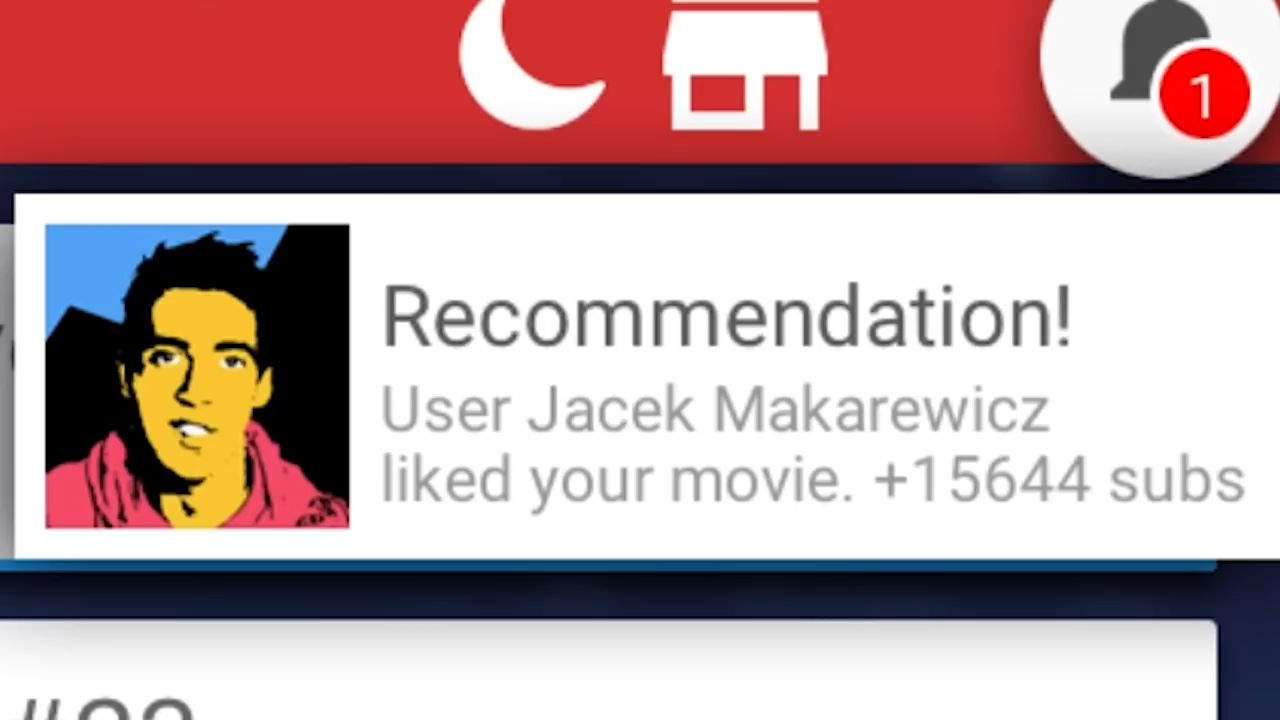 1
Recommendation!
User Jacek Makarewicz
liked your movie. +15644 subs